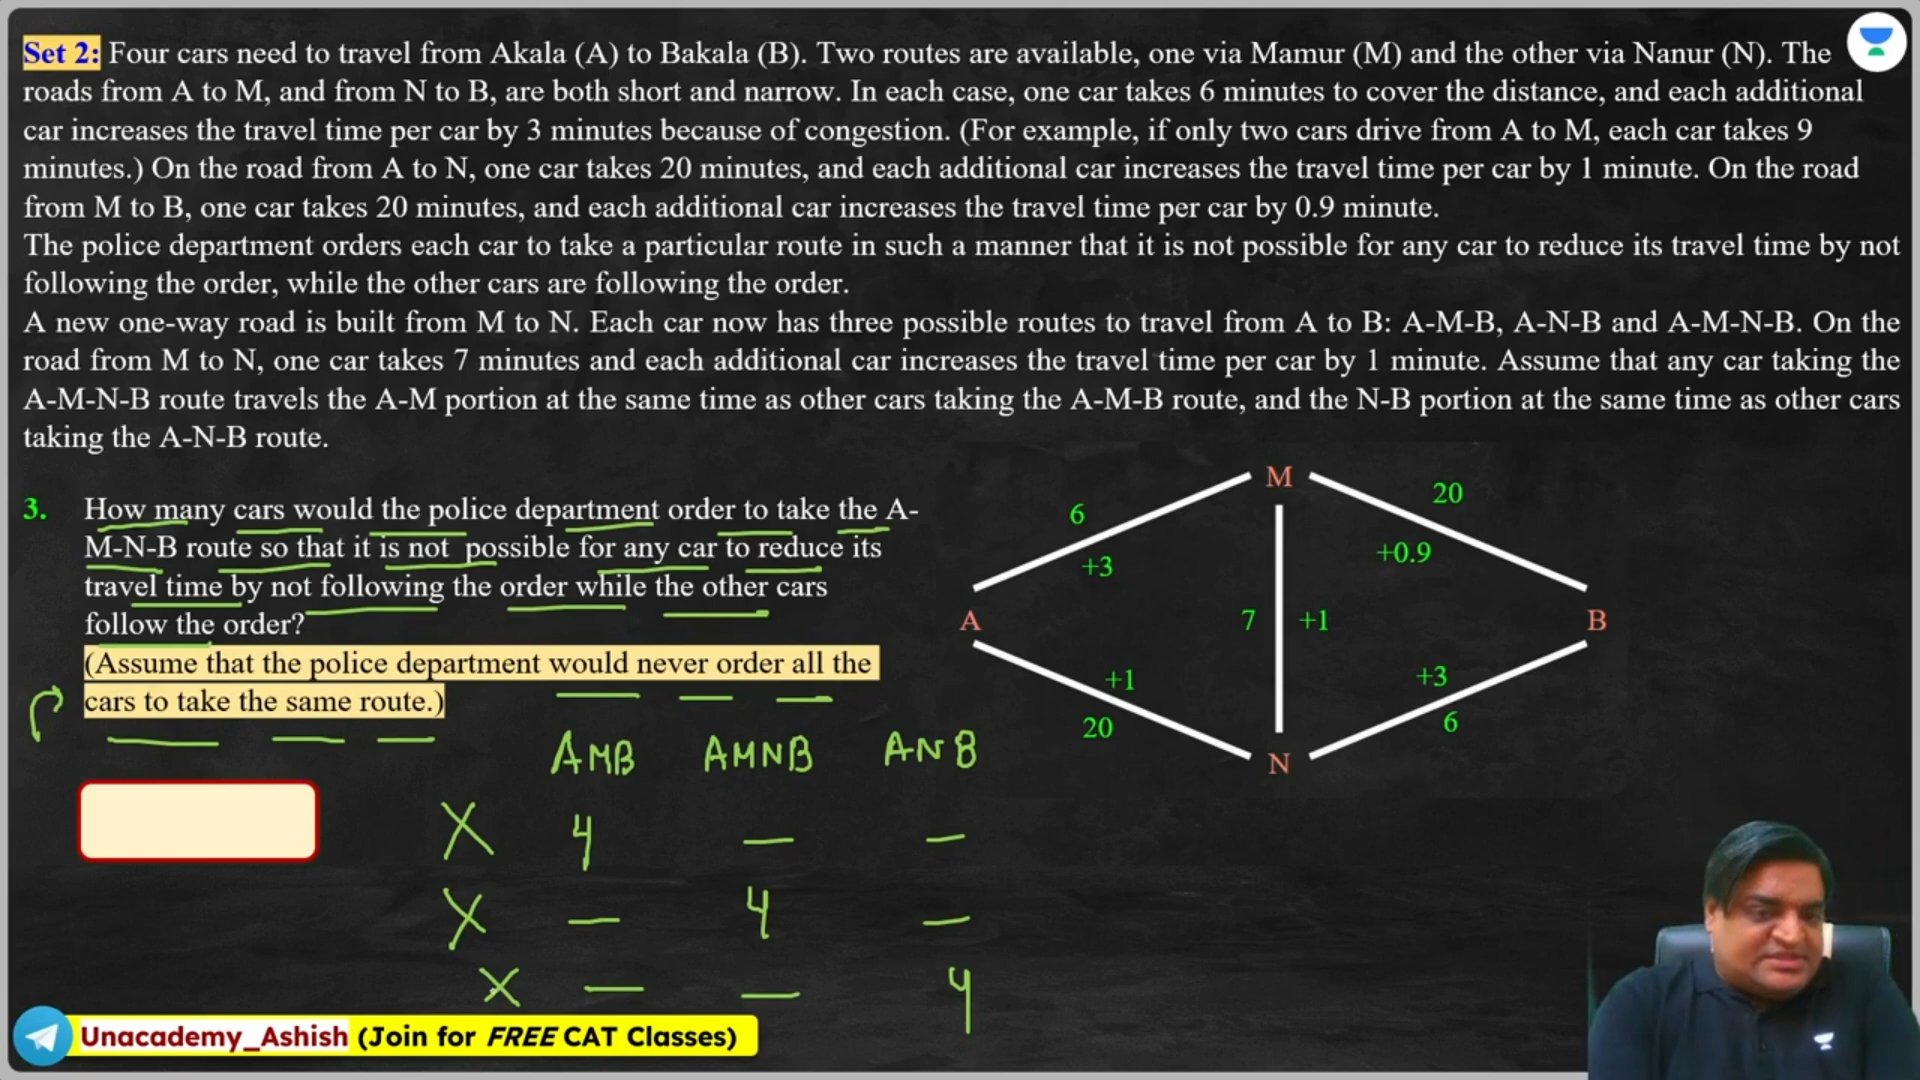 Set 2: Four cars need to travel from Akala (A) to Bakala (B). Two routes are available, one via Mamur (M) and the other via Nanur (N). The
roads from A to M, and from N to B, are both short and narrow. In each case, one car takes 6 minutes to cover the distance, and each additional
car increases the travel time per car by 3 minutes because of congestion. (For example, if only two cars drive from A to M, each car takes 9
minutes.) On the road from A to N, one car takes 20 minutes, and each additional car increases the travel time per car by 1 minute. On the road
from M to B, one car takes 20 minutes, and each additional car increases the travel time per car by 0.9 minute.
The police department orders each car to take a particular route in such a manner that it is not possible for any car to reduce its travel time by not
following the order, while the other cars are following the order.
A new one-way road is built from M to N. Each car now has three possible routes to travel from A to B: A-M-B, A-N-B and A-M-N-B. On the
road from M to N, one car takes 7 minutes and each additional car increases the travel time per car by 1 minute. Assume that any car taking the
A-M-N-B route travels the A-M portion at the same time as other cars taking the A-M-B route, and the N-B portion at the same time as other cars
taking the A-N-B route.
3. How many cars would the police department order to take the A-
M-N-B route so that it is not possible for any car to reduce its
travel time by not following the order while the other cars
follow the order?
(Assume that the police department would never order all the
cars to take the same route.)
M
6
+3
20
+0.9
A
7
+1
B
+1
20
+3
6
N
AMB AMNB ANB
X 4 — —
X — 4 —
X — — 4
Unacademy_Ashish (Join for FREE CAT Classes)